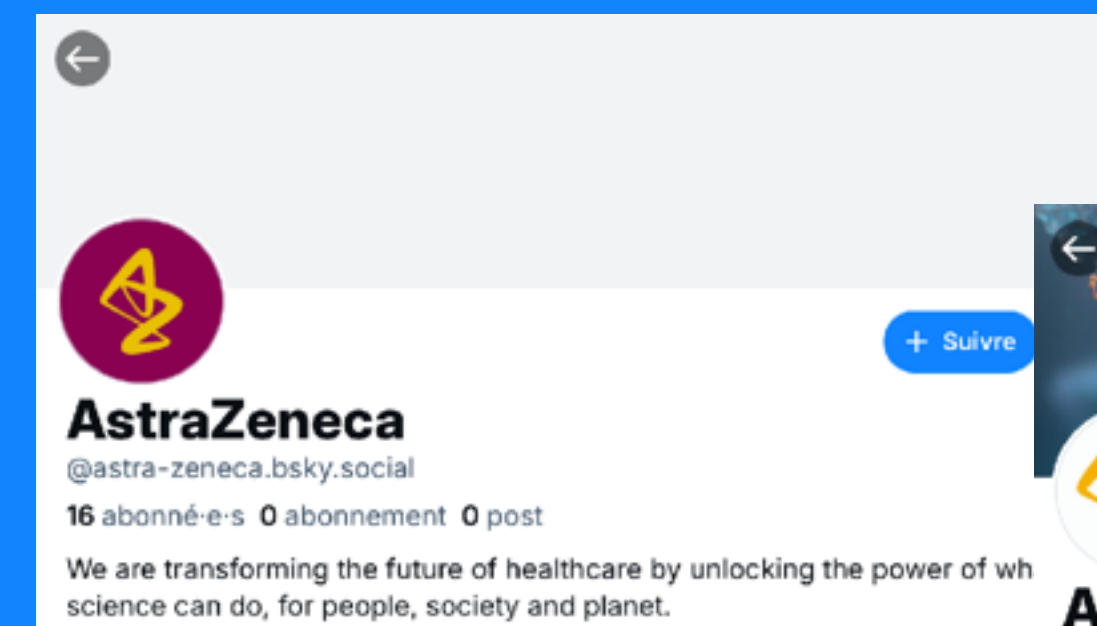 + Suivre
AstraZeneca
@astra-zeneca.bsky.social
16 abonné·e·s 0 abonnement 0 post
We are transforming the future of healthcare by unlocking the power of wh
science can do, for people, society and planet.
A